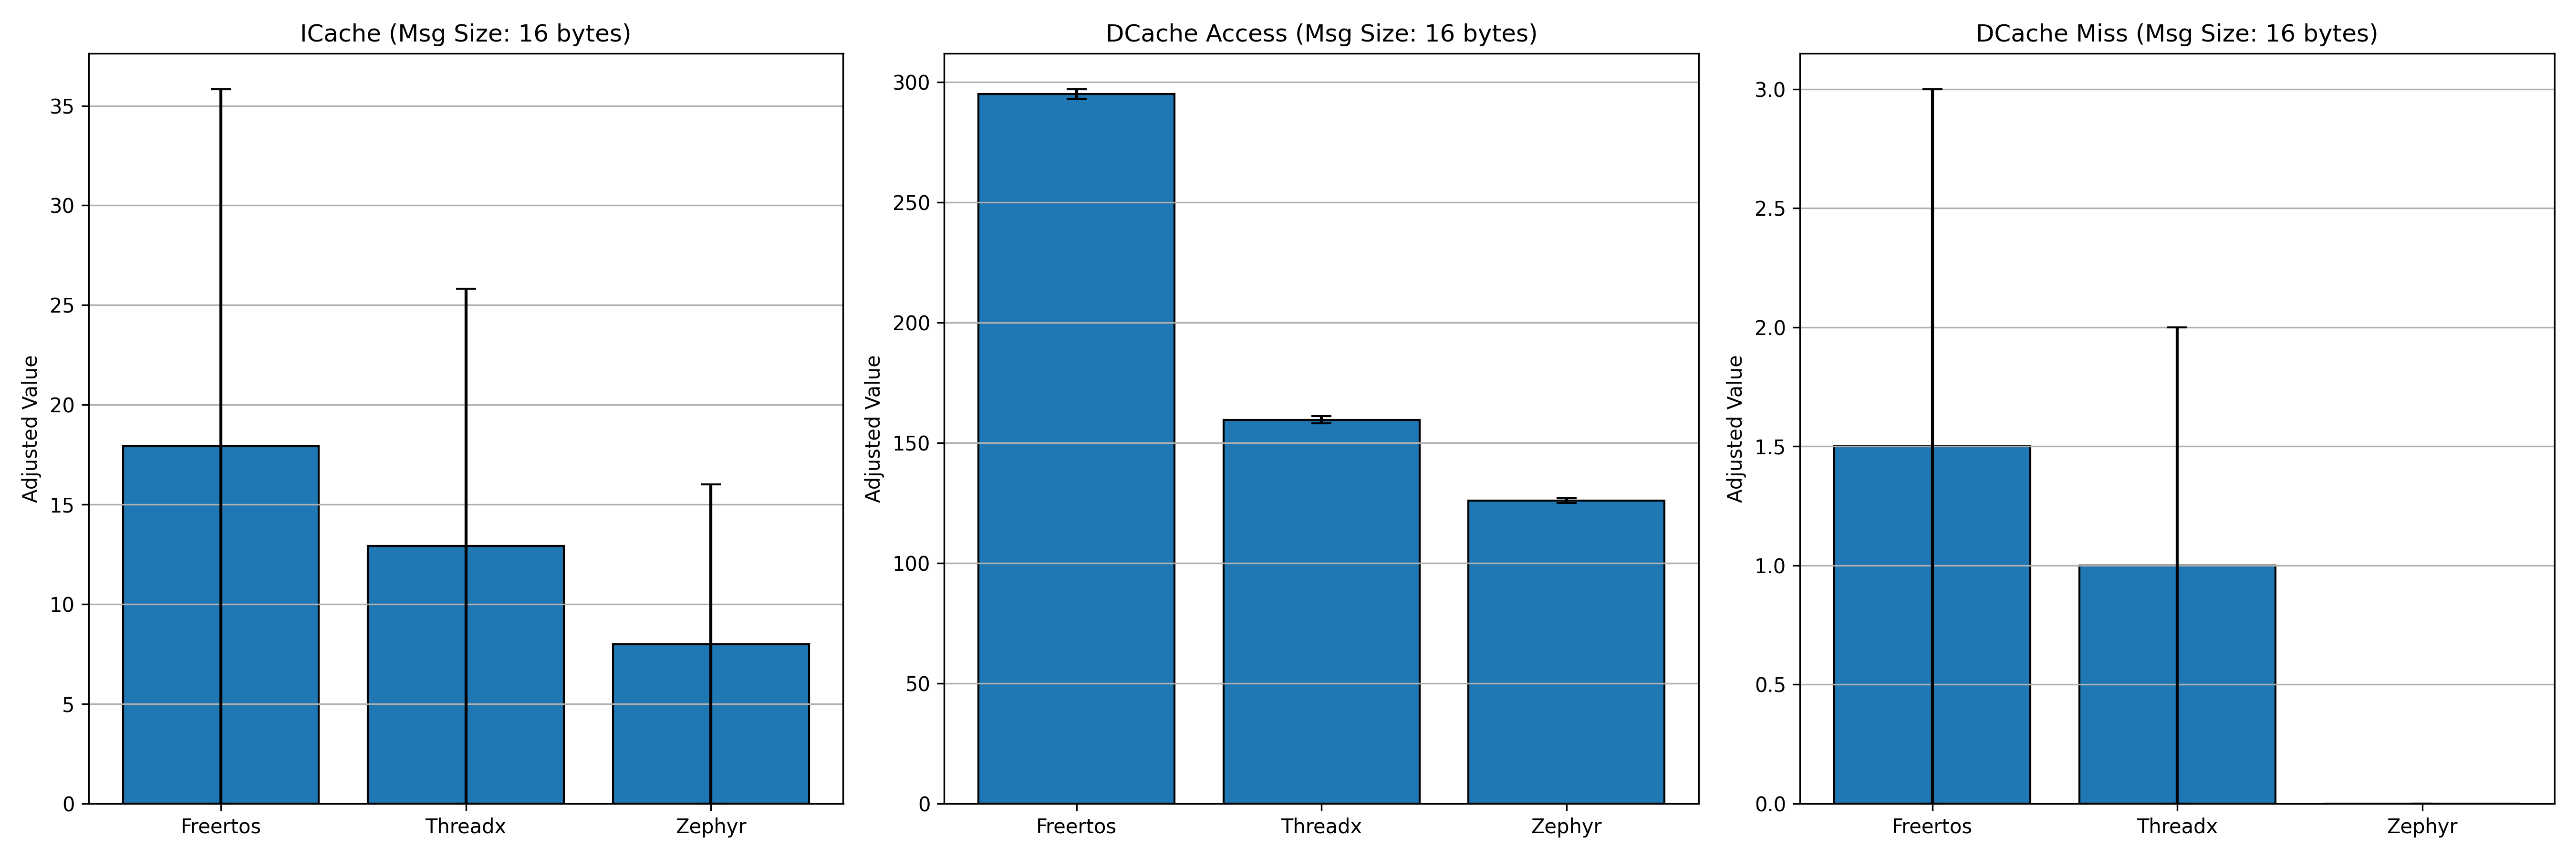 ICache (Msg Size: 16 bytes)
Adjusted Value
35
30
25
20
15
10
5
0
Freertos Threadx Zephyr
DCache Access (Msg Size: 16 bytes)
Adjusted Value
300
250
200
150
100
50
0
Freertos Threadx Zephyr
DCache Miss (Msg Size: 16 bytes)
Adjusted Value
3.0
2.5
2.0
1.5
1.0
0.5
0.0
Freertos Threadx Zephyr